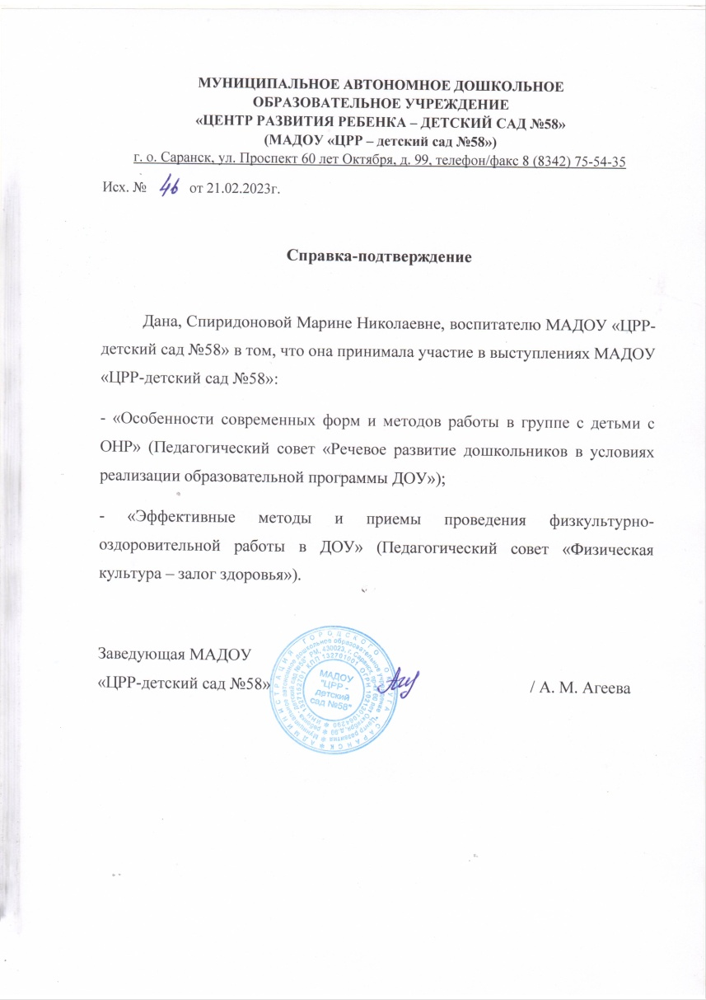 МУНИЦИПАЛЬНОЕ АВТОНОМНОЕ ДОШКОЛЬНОЕ
ОБРАЗОВАТЕЛЬНОЕ УЧРЕЖДЕНИЕ
«ЦЕНТР РАЗВИТИЯ РЕБЕНКА – ДЕТСКИЙ САД №58»
(МАДОУ «ЦРР – детский сад №58»)
г. о. Саранск, ул. Проспект 60 лет Октября, д. 99, телефон/факс 8 (8342) 75-54-35
Исх. № 46 от 21.02.2023г.
Справка-подтверждение
Дана, Спиридоновой Марине Николаевне, воспитателю МАДОУ «ЦРР-
детский сад №58» в том, что она принимала участие в выступлениях МАДОУ
«ЦРР-детский сад №58»:
- «Особенности современных форм и методов работы в группе с детьми с
ОНР» (Педагогический совет «Речевое развитие дошкольников в условиях
реализации образовательной программы ДОУ»);
- «Эффективные методы и приемы проведения физкультурно-
оздоровительной работы в ДОУ» (Педагогический совет «Физическая
культура – залог здоровья»).
Заведующая МАДОУ
«ЦРР-детский сад №58»
/ А. М. Агеева
АДМИНИСТРАЦИЯ ГОРОДСКОГО ОКРУГА САРАНСК
МАДОУ
"ЦРР -
детский
сад №58"